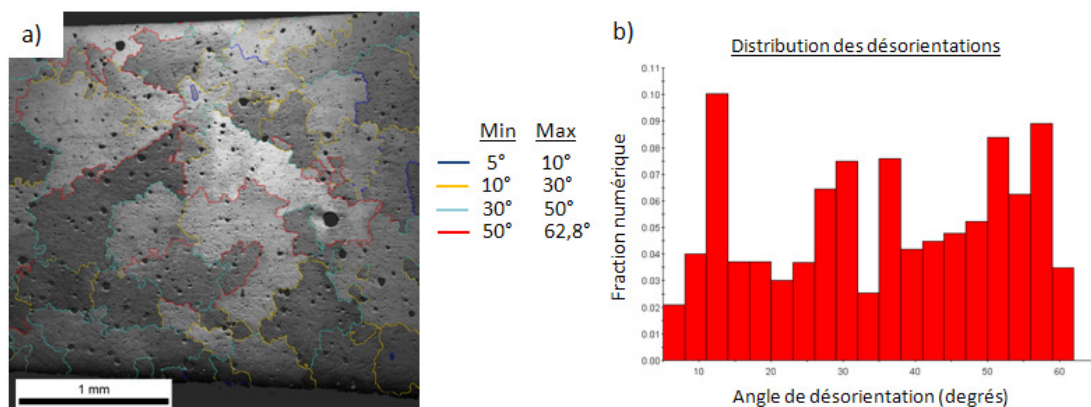 a)
1 mm
Min Max
5° 10°
10° 30°
30° 50°
50° 62,8°
b)
Distribution des désorientations
Fraction numérique
0.11
0.10
0.09
0.08
0.07
0.06
0.05
0.04
0.03
0.02
0.01
0.00
10 20 30 40 50 60
Angle de désorientation (degrés)